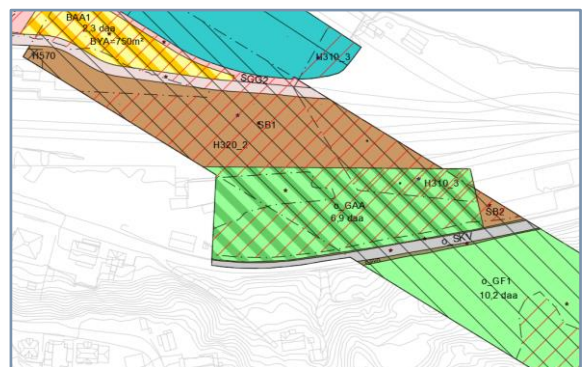 BAA1
2,3 daa
BYA=750m²
H570
H310_3
SGG2
SB1
H320_2
H310_3
o_GAA
6,9 daa
SB2
o_SKV
o_GF1
10,2 daa